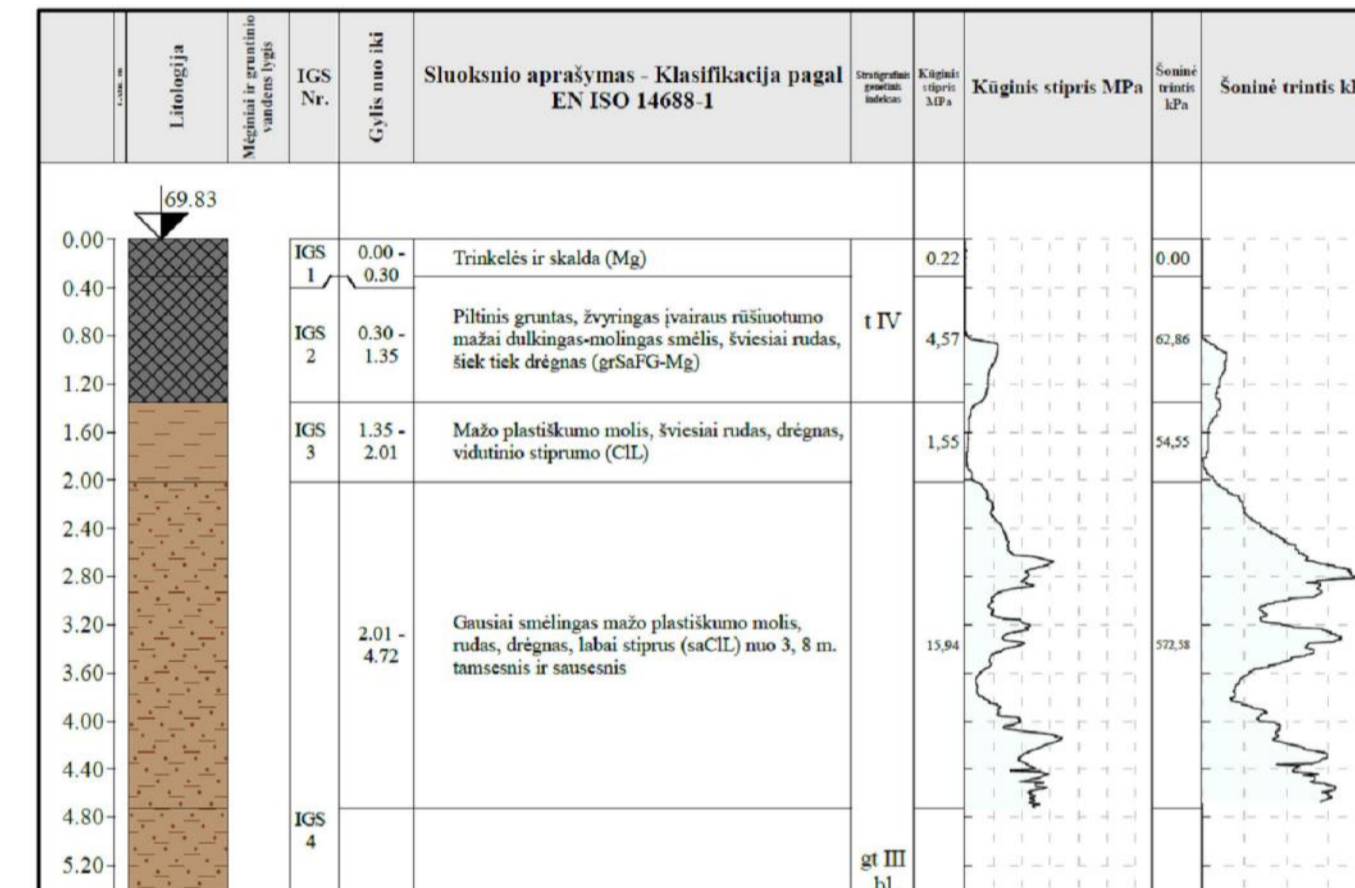 Litologija
Mėginiai ir gruntinio
vandens lygis
IGS
Nr.
Gylis nuo iki
Sluoksnio aprašymas - Klasifikacija pagal
EN ISO 14688-1
Stratigrafinis
genetinis
indeksas
Kūginis
stipris
MPa
Kūginis stipris MPa
Šoninė
trintis
kPa
Šoninė trintis
69.83
0.00
0.40
0.80
1.20
1.60
2.00
2.40
2.80
3.20
3.60
4.00
4.40
4.80
5.20
IGS
1
0.00 -
0.30
Trinkelės ir skalda (Mg)
0.22
0.00
IGS
2
0.30 -
1.35
Piltinis gruntas, žvyringas įvairaus rūšiuotumo
mažai dulkingas-molingas smėlis, šviesiai rudas,
šiek tiek drėgnas (grSaFG-Mg)
t IV
4,57
62,86
IGS
3
1.35 -
2.01
Mažo plastiškumo molis, šviesiai rudas, drėgnas,
vidutinio stiprumo (ClL)
1,55
54,55
2.01 -
4.72
Gausiai smėlingas mažo plastiškumo molis,
rudas, drėgnas, labai stiprus (saClL) nuo 3, 8 m.
tamsesnis ir sausesnis
15,94
572,58
IGS
4
gt III
bl